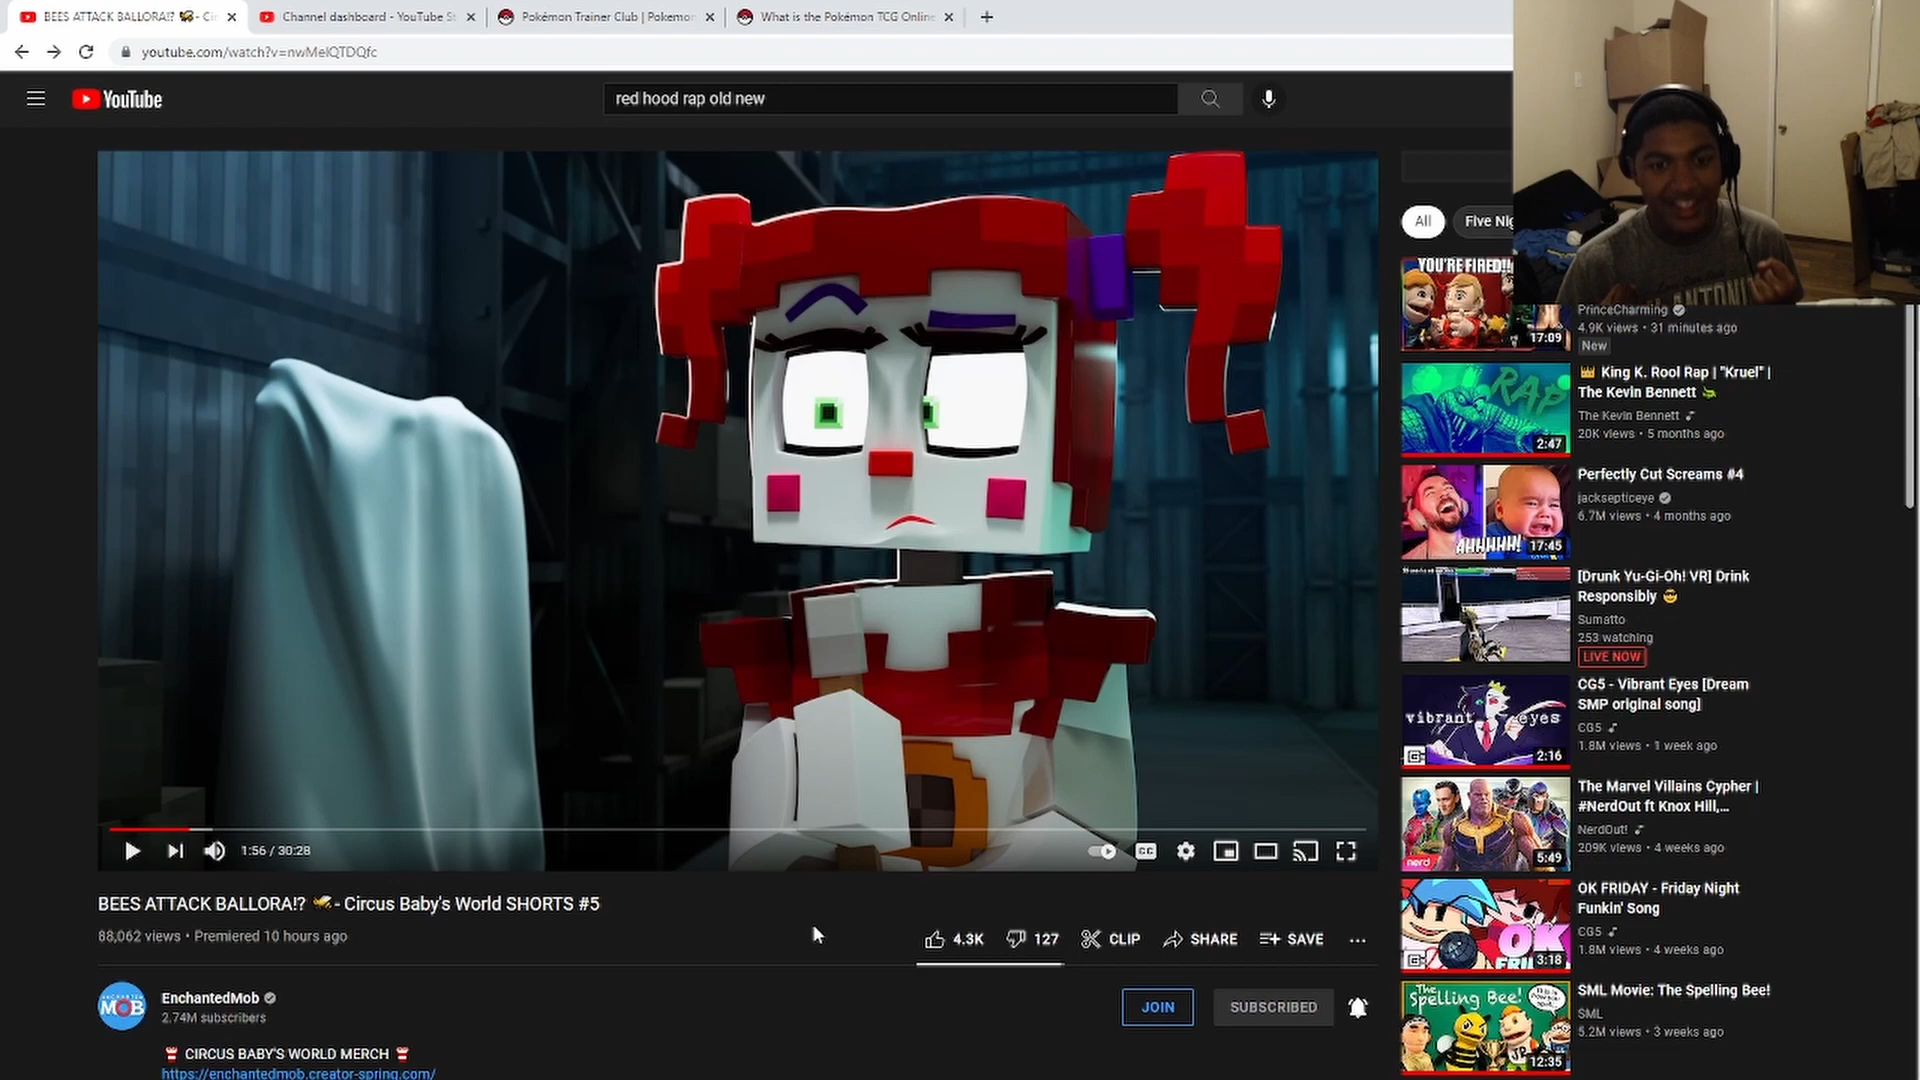 BEES ATTACK BALLORA!? 🐝 - Ci
Channel dashboard - YouTube St
Pokémon Trainer Club | Pokemon
What is the Pokémon TCG Online
youtube.com/watch?v=nwMelQTDQfc
YouTube
red hood rap old new
All
Five Nig
YOU'RE FIRED!!
17:09
PrinceCharming
4.9K views • 31 minutes ago
New
RAP
2:47
👑 King K. Rool Rap | "Kruel" |
The Kevin Bennett 🐊
The Kevin Bennett
20K views • 5 months ago
AHHHHH!
17:45
Perfectly Cut Screams #4
jacksepticeye
6.7M views • 4 months ago
[Drunk Yu-Gi-Oh! VR] Drink
Responsibly 😎
Sumatto
253 watching
LIVE NOW
vibrant eyes
2:16
CG5 - Vibrant Eyes [Dream
SMP original song]
CG5
1.8M views • 1 week ago
nerd
5:49
The Marvel Villains Cypher |
#NerdOut ft Knox Hill,...
NerdOut!
209K views • 4 weeks ago
OK
3:18
OK FRIDAY - Friday Night
Funkin' Song
CG5
1.8M views • 4 weeks ago
The
Spelling Bee!
JP
12:35
SML Movie: The Spelling Bee!
SML
5.2M views • 3 weeks ago
1:56 / 30:28
CC
BEES ATTACK BALLORA!? 🐝 - Circus Baby's World SHORTS #5
88,062 views • Premiered 10 hours ago
4.3K
127
CLIP
SHARE
SAVE
ENCHANTED
MOB
EnchantedMob
2.74M subscribers
JOIN
SUBSCRIBED
CIRCUS BABY'S WORLD MERCH
https://enchantedmob.creator-spring.com/